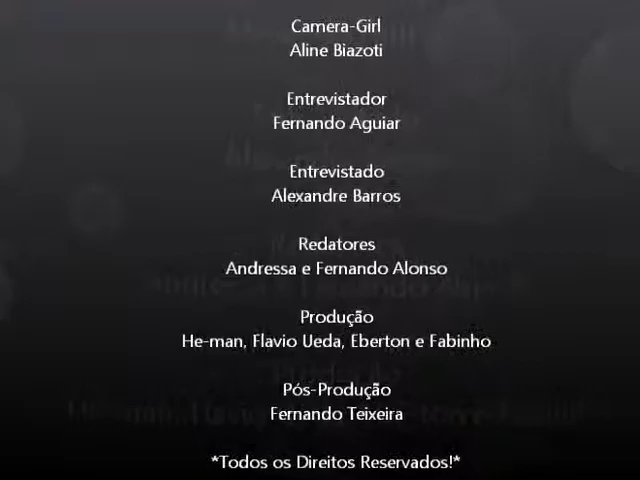 Camera-Girl
Aline Biazoti
Entrevistador
Fernando Aguiar
Entrevistado
Alexandre Barros
Redatores
Andressa e Fernando Alonso
Produção
He-man, Flavio Ueda, Eberton e Fabinho
Pós-Produção
Fernando Teixeira
*Todos os Direitos Reservados!*